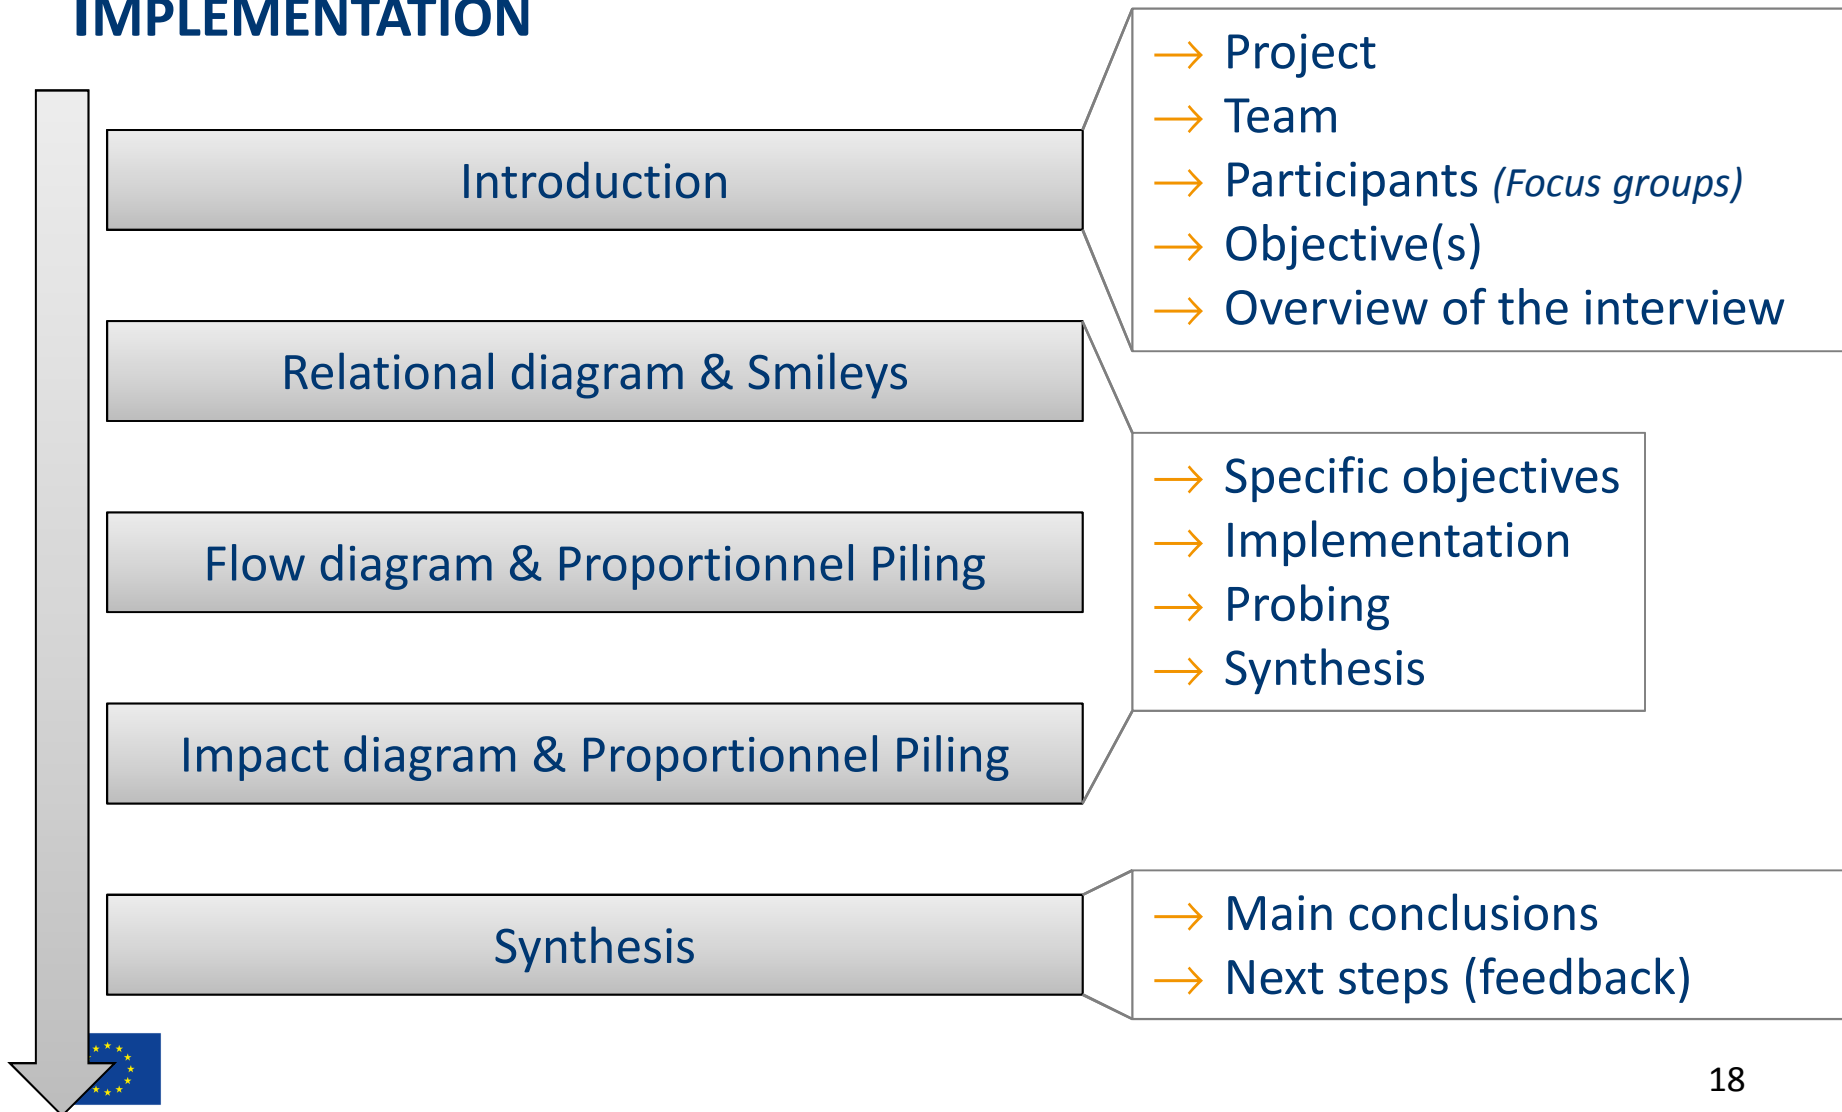 IMPLEMENTATION
Introduction
→ Project
→ Team
→ Participants (Focus groups)
→ Objective(s)
→ Overview of the interview
Relational diagram & Smileys
Flow diagram & Proportionnel Piling
Impact diagram & Proportionnel Piling
→ Specific objectives
→ Implementation
→ Probing
→ Synthesis
Synthesis
→ Main conclusions
→ Next steps (feedback)
18